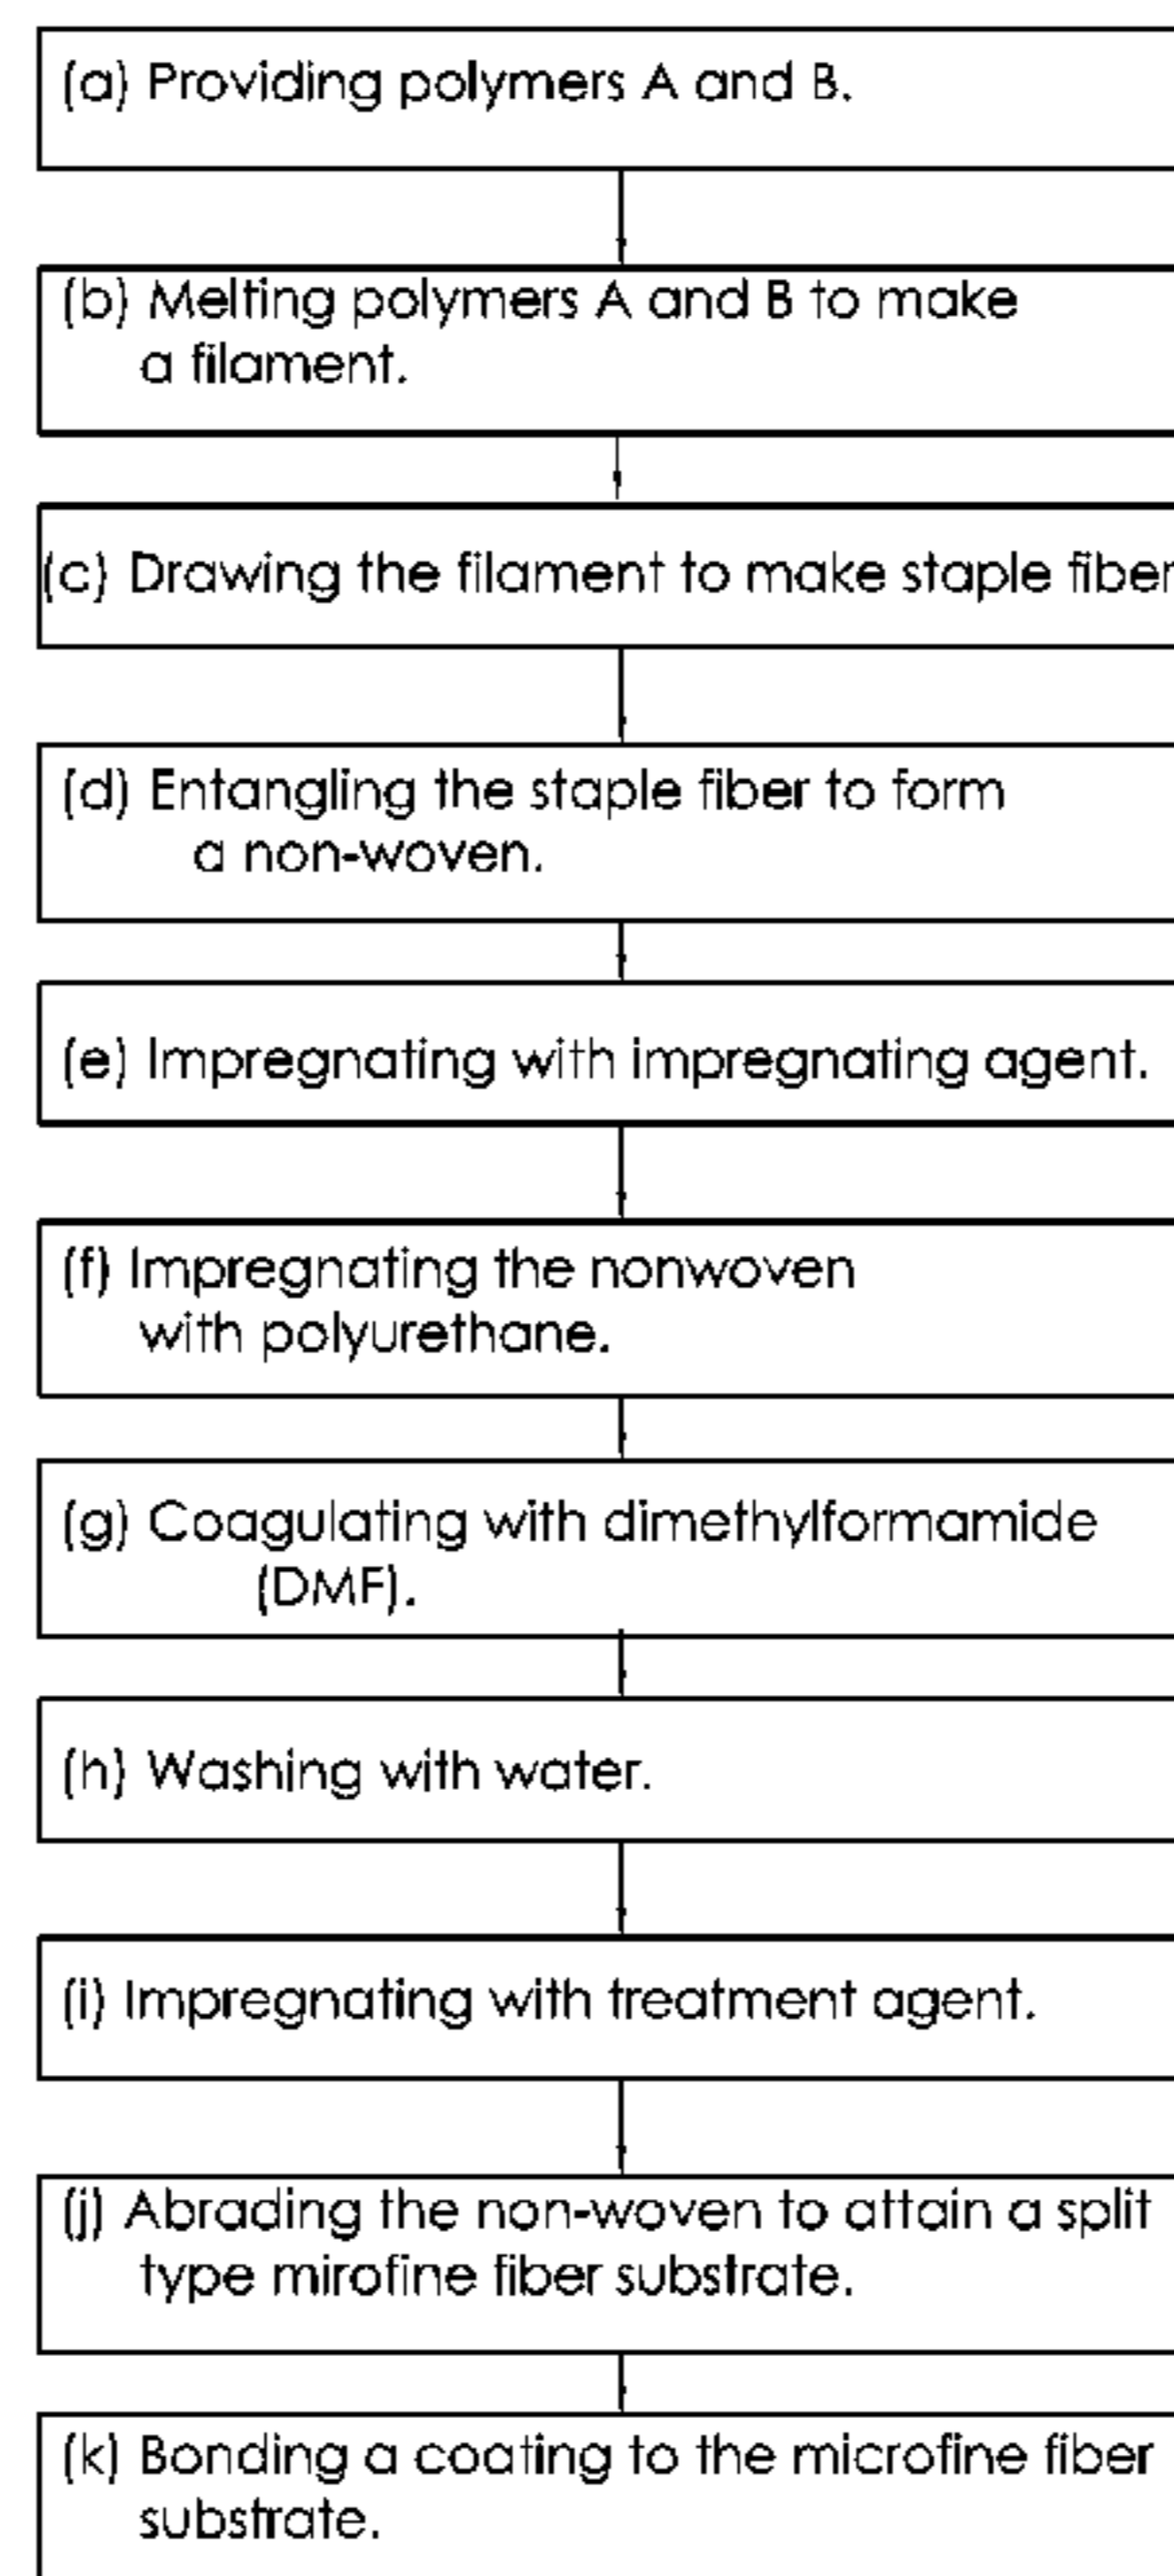 (a) Providing polymers A and B.
(b) Melting polymers A and B to make
a filament.
(c) Drawing the filament to make staple fiber
(d) Entangling the staple fiber to form
a non-woven.
(e) Impregnating with impregnating agent.
(f) Impregnating the nonwoven
with polyurethane.
(g) Coagulating with dimethylformamide
(DMF).
(h) Washing with water.
(i) Impregnating with treatment agent.
(j) Abrading the non-woven to attain a split
type mirofine fiber substrate.
(k) Bonding a coating to the microfine fiber
substrate.